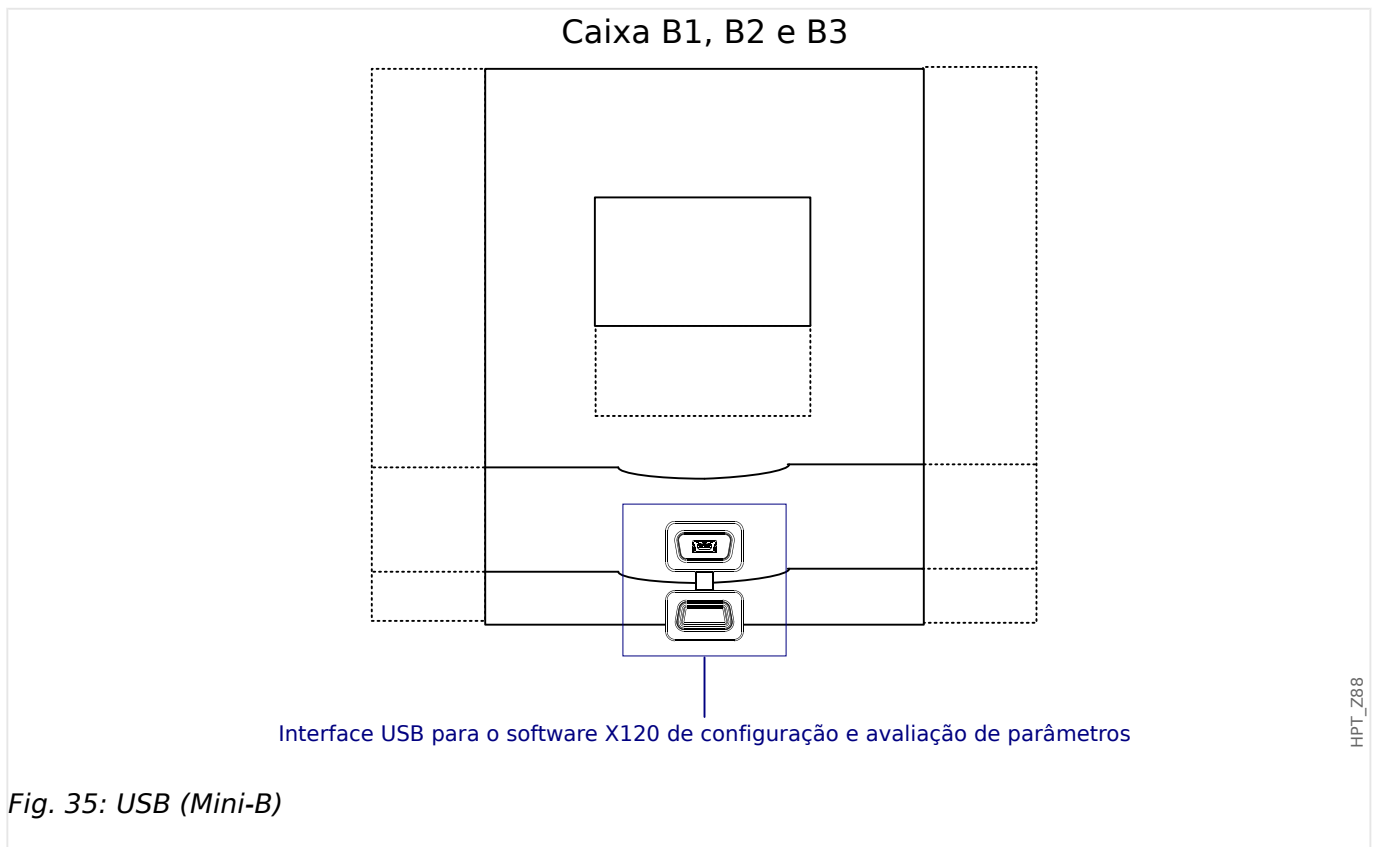 Caixa B1, B2 e B3
Interface USB para o software X120 de configuração e avaliação de parâmetros
HPT_Z88
Fig. 35: USB (Mini-B)